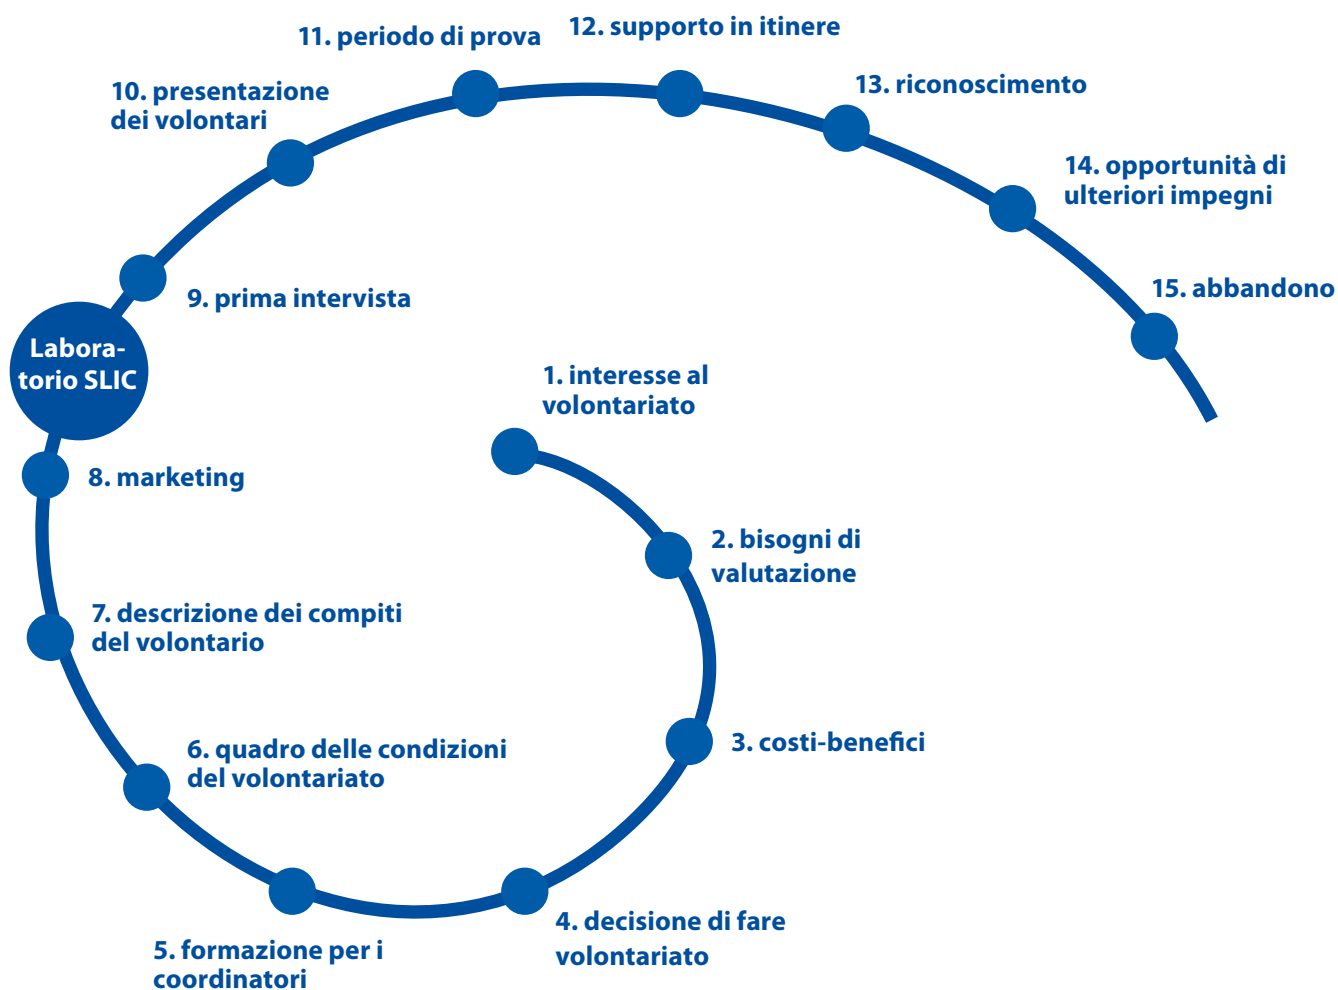 1. interesse al
volontariato
2. bisogni di
valutazione
3. costi-benefici
4. decisione di fare
volontariato
5. formazione per i
coordinatori
6. quadro delle condizioni
del volontariato
7. descrizione dei compiti
del volontario
8. marketing
Labora-
torio SLIC
9. prima intervista
10. presentazione
dei volontari
11. periodo di prova
12. supporto in itinere
13. riconoscimento
14. opportunità di
ulteriori impegni
15. abbandono